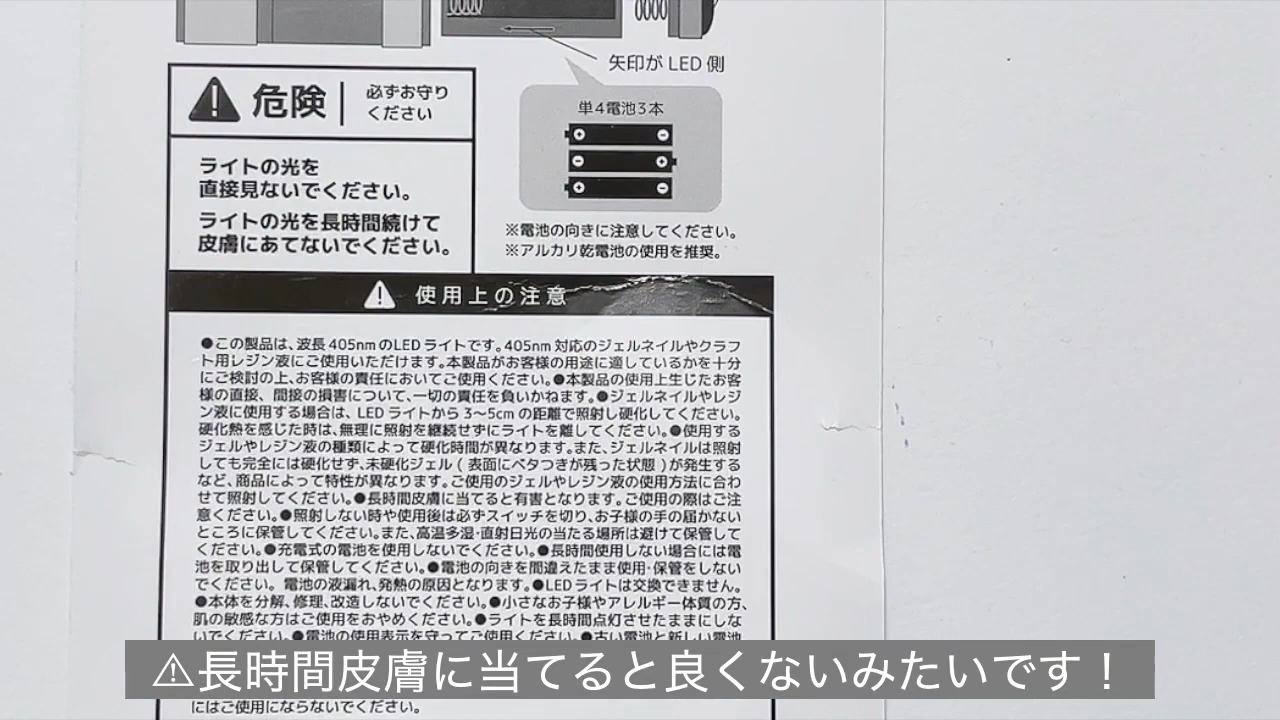 矢印が LED 側
単4電池3本
※電池の向きに注意してください。
※アルカリ乾電池の使用を推奨。
危険
必ずお守り
ください
ライトの光を
直接見ないでください。
ライトの光を長時間続けて
皮膚にあてないでください。
使用上の注意
●この製品は、波長 405nm のLED ライトです。405nm 対応のジェルネイルやクラフ
ト用レジン液にご使用いただけます。本製品がお客様の用途に適しているかを十分
にご検討の上、お客様の責任においてご使用ください。●本製品の使用上生じたお客
様の直接、間接の損害について、一切の責任を負いかねます。●ジェルネイルやレジ
ン液に使用する場合は、LED ライトから 3〜5cm の距離で照射し硬化してください。
硬化熱を感じた時は、無理に照射を継続せずにライトを離してください。●使用する
ジェルやレジン液の種類によって硬化時間が異なります。また、ジェルネイルは照射
しても完全には硬化せず、未硬化ジェル ( 表面にベタつきが残った状態 ) が発生する
など、商品によって特性が異なります。ご使用のジェルやレジン液の使用方法に合わ
せて照射してください。●長時間皮膚に当てると有害となります。ご使用の際はご注
意ください。●照射しない時や使用後は必ずスイッチを切り、お子様の手の届かない
ところに保管してください。また、高温多湿・直射日光の当たる場所は避けて保管して
ください。●充電式の電池を使用しないでください。●長時間使用しない場合には電
池を取り出して保管してください。●電池の向きを間違えたまま使用・保管をしない
でください。電池の液漏れ、発熱の原因となります。●LED ライトは交換できません。
●本体を分解、修理、改造しないでください。●小さなお子様やアレルギー体質の方、
肌の敏感な方はご使用をおやめください。●ライトを長時間点灯させたままにしな
いでください。●電池の使用表示を守ってご使用ください。●古い電池と新しい電池
⚠長時間皮膚に当てると良くないみたいです！
にはご使用にならないでください。